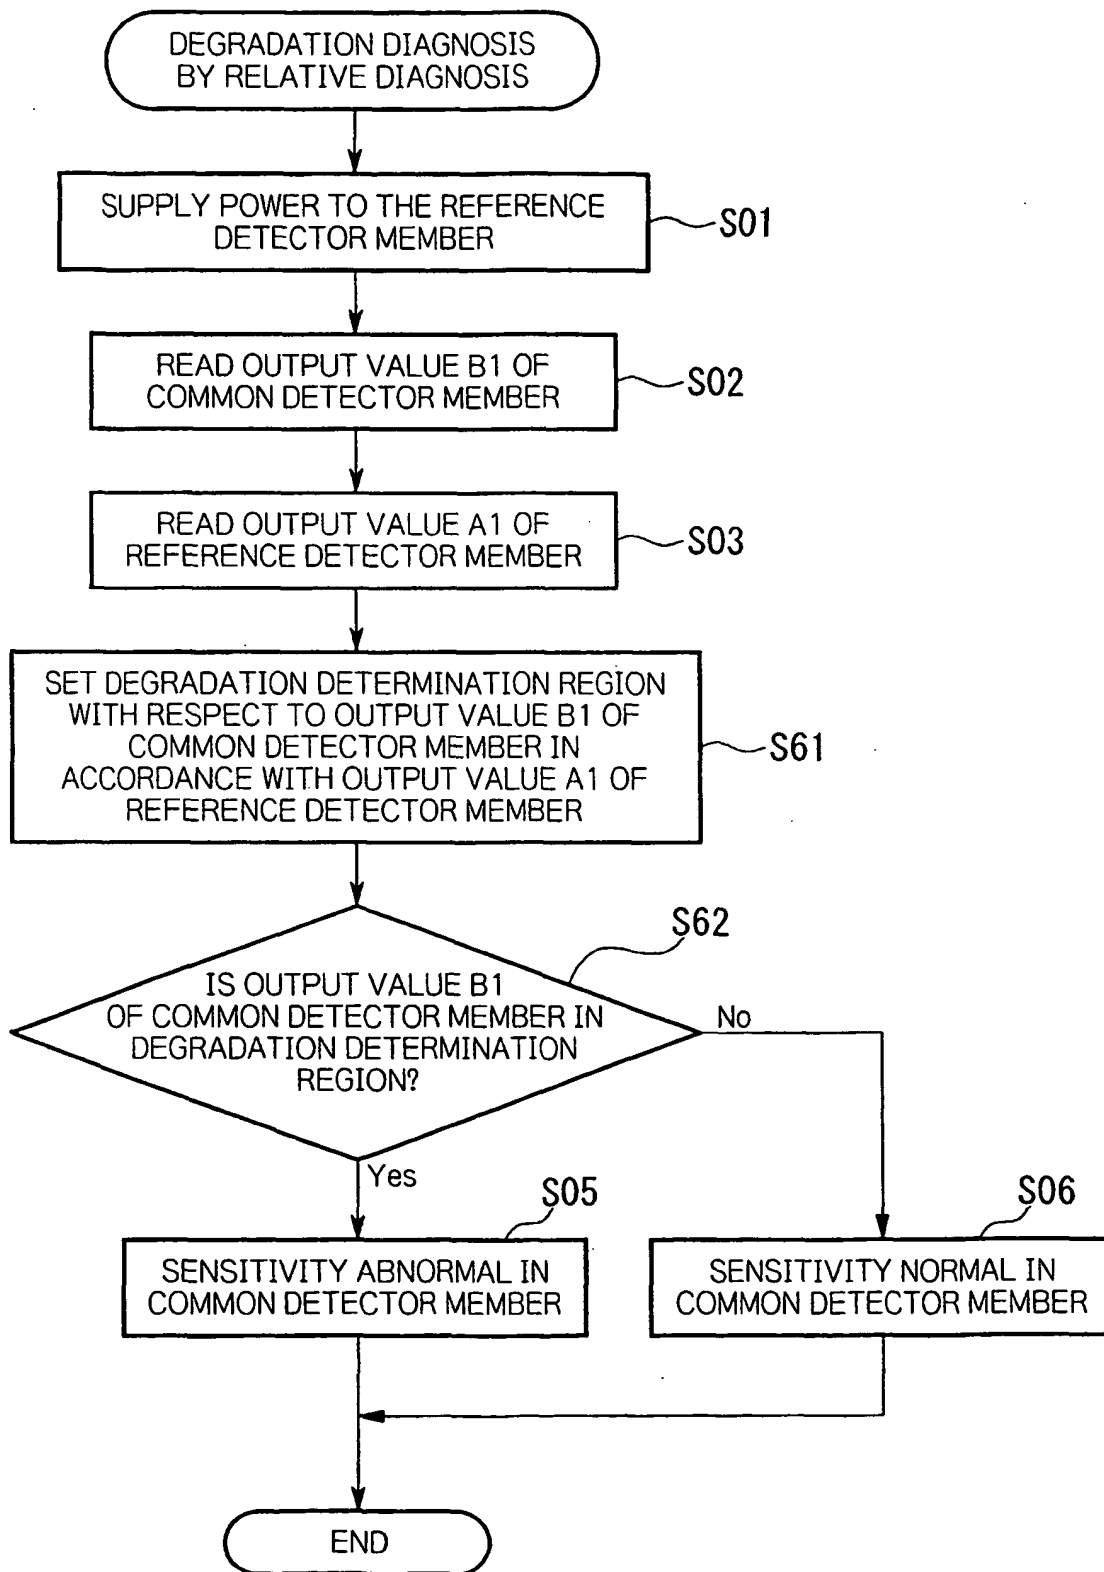 DEGRADATION DIAGNOSIS
BY RELATIVE DIAGNOSIS
SUPPLY POWER TO THE REFERENCE
DETECTOR MEMBER
S01
READ OUTPUT VALUE B1 OF
COMMON DETECTOR MEMBER
S02
READ OUTPUT VALUE A1 OF
REFERENCE DETECTOR MEMBER
S03
SET DEGRADATION DETERMINATION REGION
WITH RESPECT TO OUTPUT VALUE B1 OF
COMMON DETECTOR MEMBER IN
ACCORDANCE WITH OUTPUT VALUE A1 OF
REFERENCE DETECTOR MEMBER
S61
S62
IS OUTPUT VALUE B1
OF COMMON DETECTOR MEMBER IN
DEGRADATION DETERMINATION
REGION?
No
Yes
S05
SENSITIVITY ABNORMAL IN
COMMON DETECTOR MEMBER
S06
SENSITIVITY NORMAL IN
COMMON DETECTOR MEMBER
END